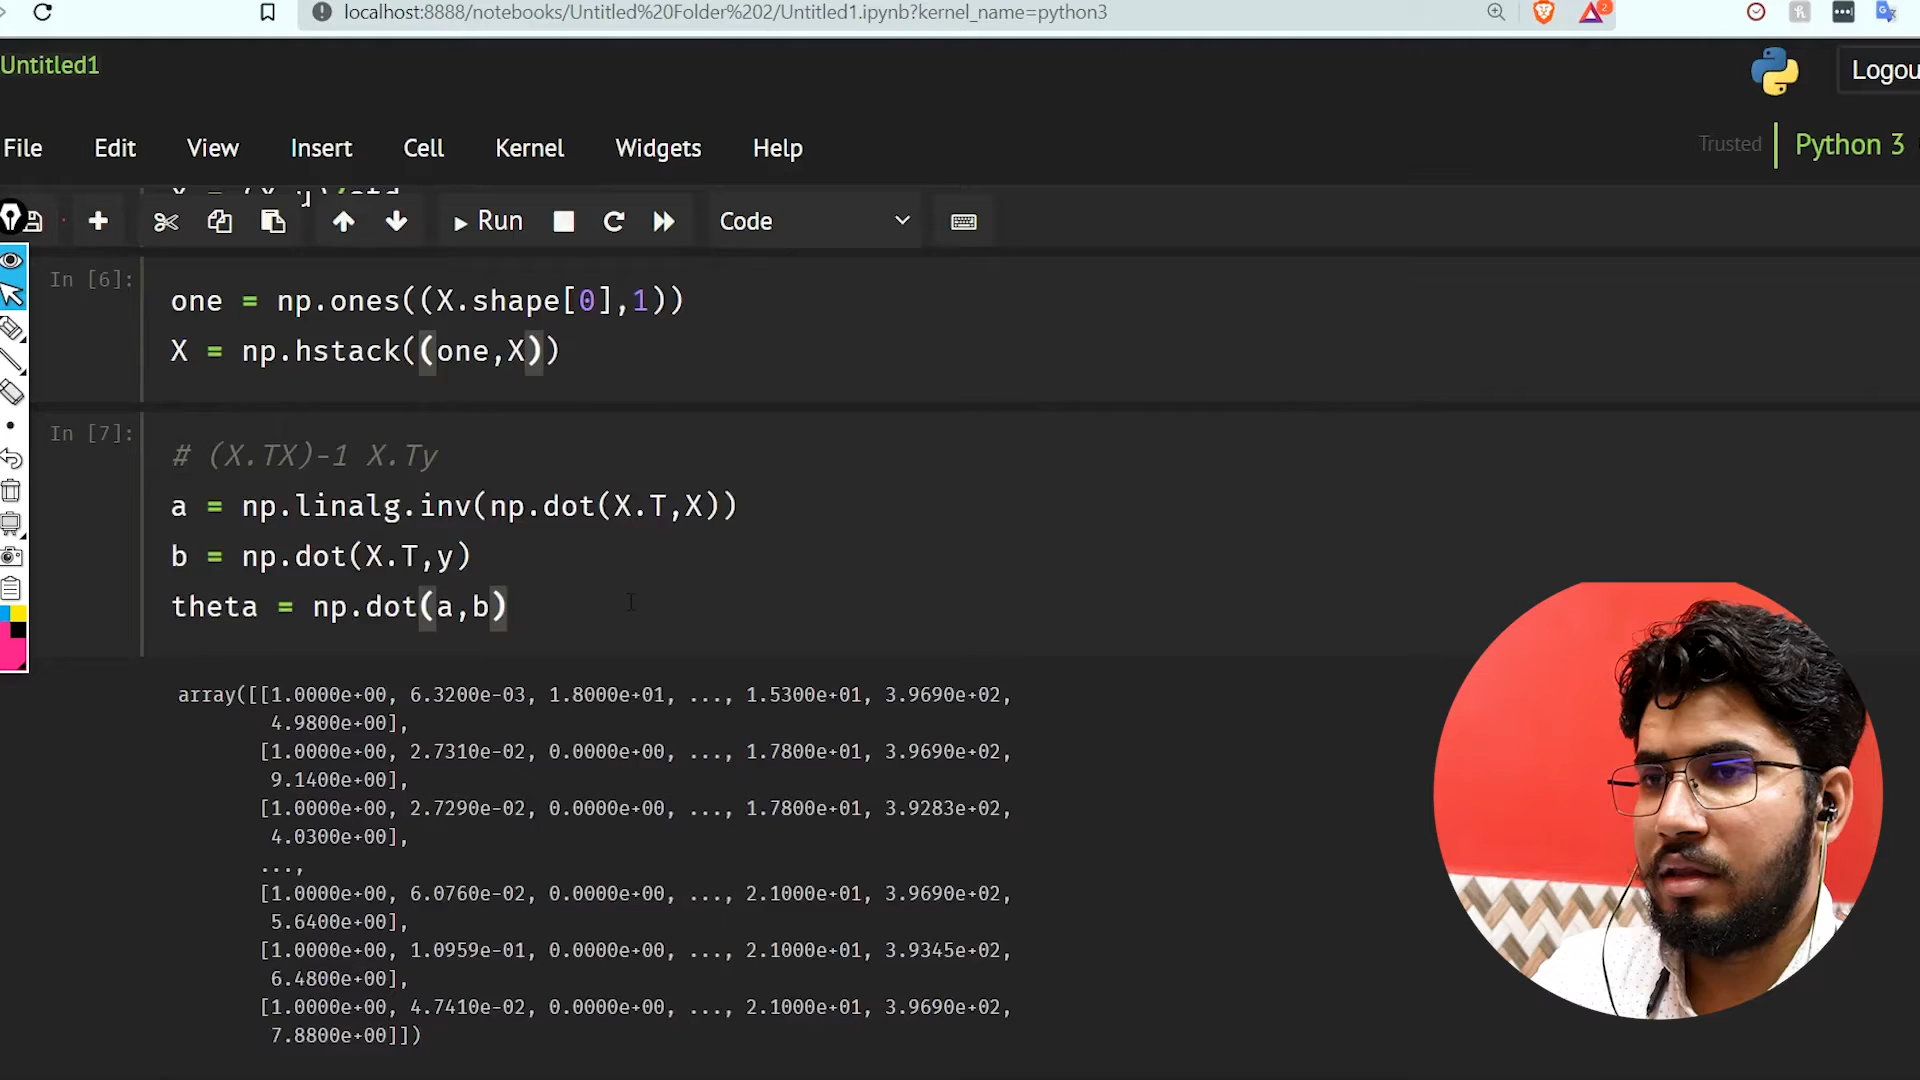 localhost:8888/notebooks/Untitled%20Folder%202/Untitled1.ipynb?kernel_name=python3
2
Untitled1
Logou
File Edit View Insert Cell Kernel Widgets Help
Trusted Python 3
Run Code
In [6]:
one = np.ones((X.shape[0],1))
X = np.hstack((one,X))
In [7]:
# (X.TX)-1 X.Ty
a = np.linalg.inv(np.dot(X.T,X))
b = np.dot(X.T,y)
theta = np.dot(a,b)
array([[1.0000e+00, 6.3200e-03, 1.8000e+01, ..., 1.5300e+01, 3.9690e+02,
4.9800e+00],
[1.0000e+00, 2.7310e-02, 0.0000e+00, ..., 1.7800e+01, 3.9690e+02,
9.1400e+00],
[1.0000e+00, 2.7290e-02, 0.0000e+00, ..., 1.7800e+01, 3.9283e+02,
4.0300e+00],
...,
[1.0000e+00, 6.0760e-02, 0.0000e+00, ..., 2.1000e+01, 3.9690e+02,
5.6400e+00],
[1.0000e+00, 1.0959e-01, 0.0000e+00, ..., 2.1000e+01, 3.9345e+02,
6.4800e+00],
[1.0000e+00, 4.7410e-02, 0.0000e+00, ..., 2.1000e+01, 3.9690e+02,
7.8800e+00]])